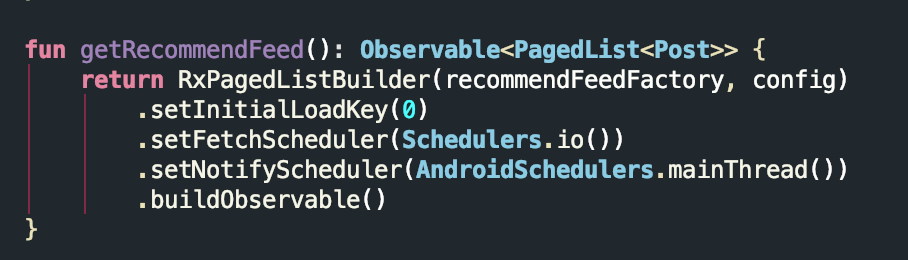 fun getRecommendFeed(): Observable<PagedList<Post>> {
return RxPagedListBuilder(recommendFeedFactory, config)
.setInitialLoadKey(0)
.setFetchScheduler(Schedulers.io())
.setNotifyScheduler(AndroidSchedulers.mainThread())
.buildObservable()
}